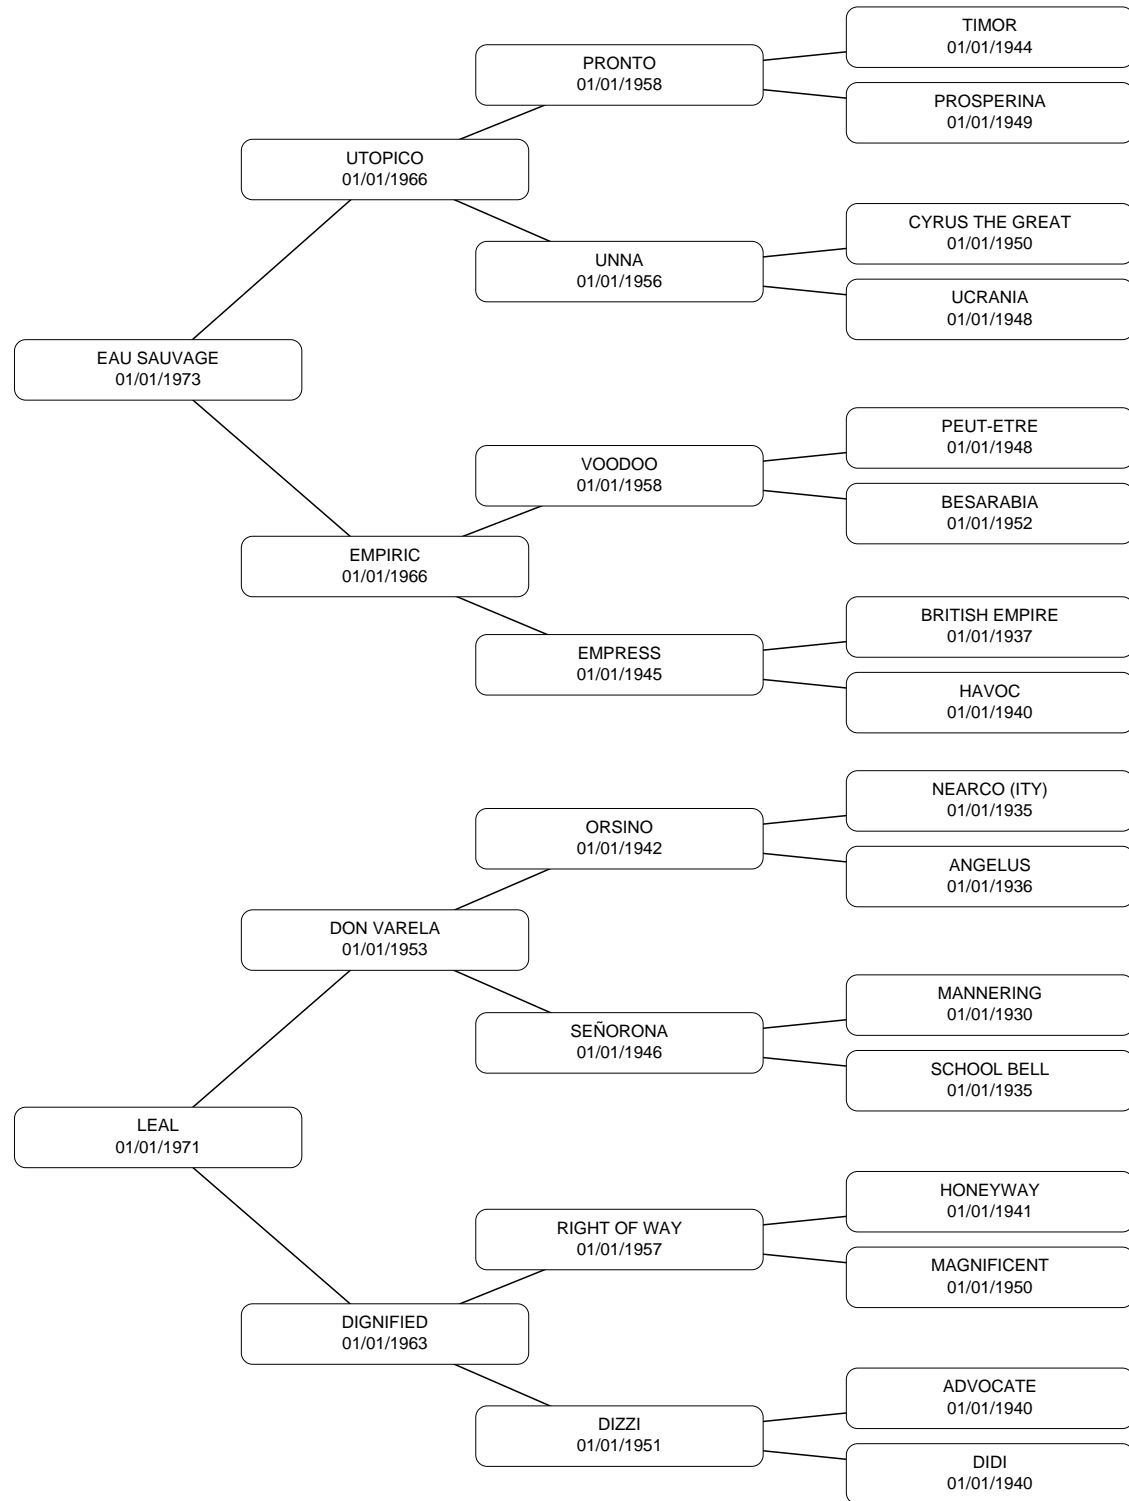 TIMOR
01/01/1944
PRONTO
01/01/1958
PROSPERINA
01/01/1949
UTOPICO
01/01/1966
CYRUS THE GREAT
01/01/1950
UNNA
01/01/1956
UCRANIA
01/01/1948
EAU SAUVAGE
01/01/1973
PEUT-ETRE
01/01/1948
VOODOO
01/01/1958
BESARABIA
01/01/1952
EMPIRIC
01/01/1966
BRITISH EMPIRE
01/01/1937
EMPRESS
01/01/1945
HAVOC
01/01/1940
NEARCO (ITY)
01/01/1935
ORSINO
01/01/1942
ANGELUS
01/01/1936
DON VARELA
01/01/1953
MANNERING
01/01/1930
SEÑORONA
01/01/1946
SCHOOL BELL
01/01/1935
LEAL
01/01/1971
HONEYWAY
01/01/1941
RIGHT OF WAY
01/01/1957
MAGNIFICENT
01/01/1950
DIGNIFIED
01/01/1963
ADVOCATE
01/01/1940
DIZZI
01/01/1951
DIDI
01/01/1940